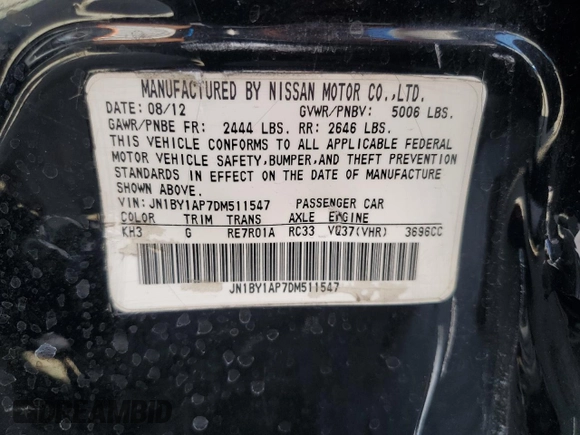 MANUFACTURED BY NISSAN MOTOR CO.,LTD.
DATE: 08/12 GVWR/PNBV: 5006 LBS.
GAWR/PNBE FR: 2444 LBS. RR: 2646 LBS.
THIS VEHICLE CONFORMS TO ALL APPLICABLE FEDERAL
MOTOR VEHICLE SAFETY,BUMPER,AND THEFT PREVENTION
STANDARDS IN EFFECT ON THE DATE OF MANUFACTURE
SHOWN ABOVE.
VIN: JN1BY1AP7DM511547 PASSENGER CAR
COLOR TRIM TRANS AXLE ENGINE
KH3 G RE7R01A RC33 VQ37(VHR) 3696CC
JN1BY1AP7DM511547
DREAMBID